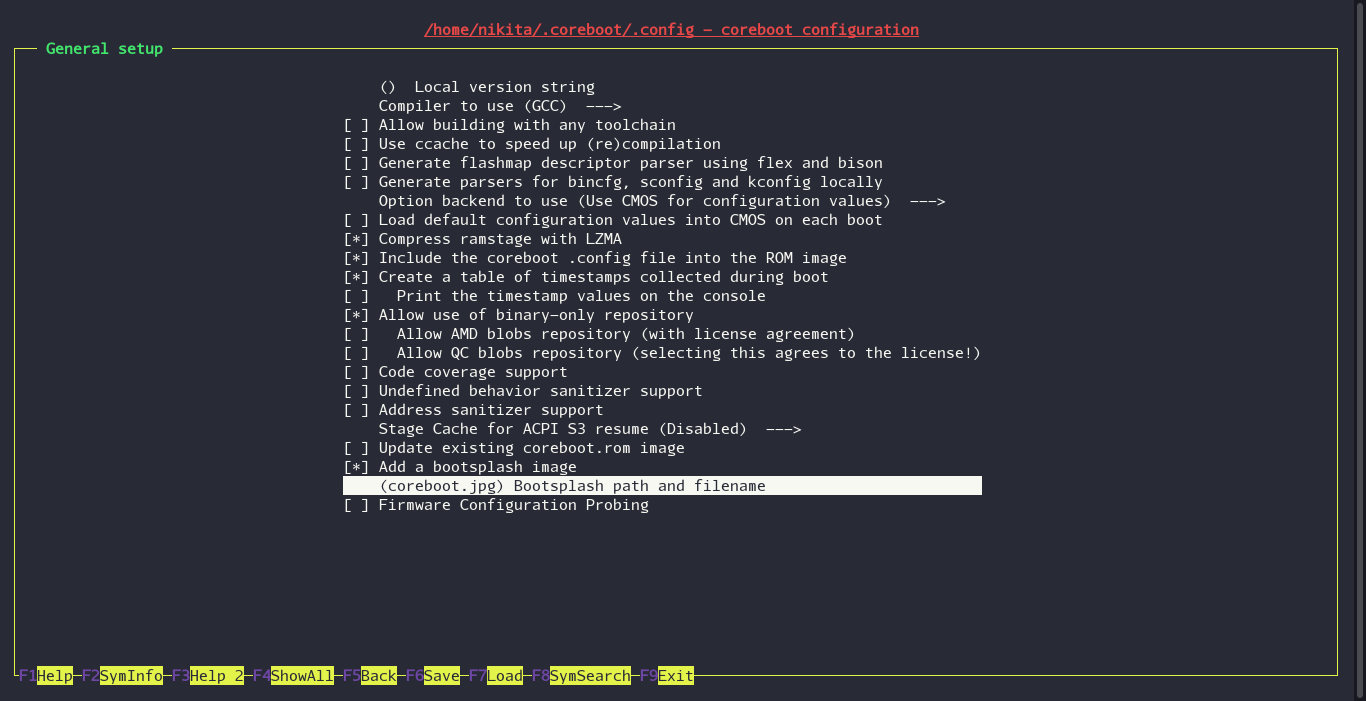 /home/nikita/.coreboot/.config - coreboot configuration
General setup
()  Local version string
Compiler to use (GCC)  --->
[ ] Allow building with any toolchain
[ ] Use ccache to speed up (re)compilation
[ ] Generate flashmap descriptor parser using flex and bison
[ ] Generate parsers for bincfg, sconfig and kconfig locally
Option backend to use (Use CMOS for configuration values)  --->
[ ] Load default configuration values into CMOS on each boot
[*] Compress ramstage with LZMA
[*] Include the coreboot .config file into the ROM image
[*] Create a table of timestamps collected during boot
[ ]   Print the timestamp values on the console
[*] Allow use of binary-only repository
[ ]   Allow AMD blobs repository (with license agreement)
[ ]   Allow QC blobs repository (selecting this agrees to the license!)
[ ] Code coverage support
[ ] Undefined behavior sanitizer support
[ ] Address sanitizer support
Stage Cache for ACPI S3 resume (Disabled)  --->
[ ] Update existing coreboot.rom image
[*] Add a bootsplash image
(coreboot.jpg) Bootsplash path and filename
[ ] Firmware Configuration Probing
F1Help F2SymInfo F3Help 2 F4ShowAll F5Back F6Save F7Load F8SymSearch F9Exit